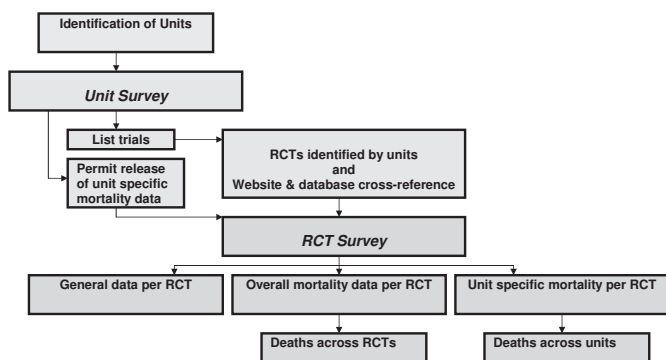 Identification of Units
Unit Survey
List trials
Permit release
of unit specific
mortality data
RCTs identified by units
and
Website & database cross-reference
RCT Survey
General data per RCT
Overall mortality data per RCT
Unit specific mortality per RCT
Deaths across RCTs
Deaths across units